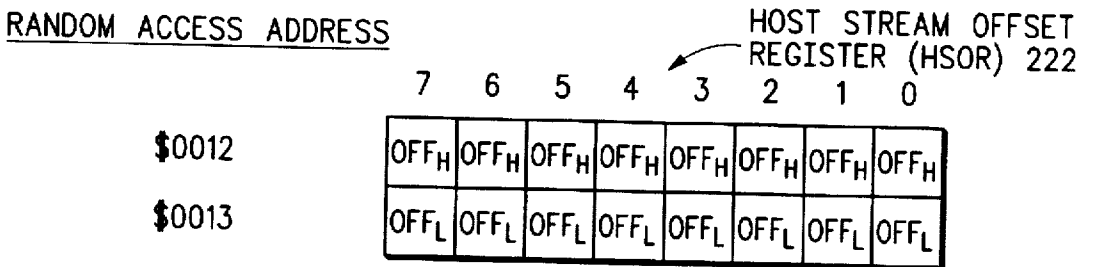 RANDOM ACCESS ADDRESS
HOST STREAM OFFSET
REGISTER (HSOR) 222
7 6 5 4 3 2 1 0
$0012 OFFH OFFH OFFH OFFH OFFH OFFH OFFH OFFH
$0013 OFFL OFFL OFFL OFFL OFFL OFFL OFFL OFFL